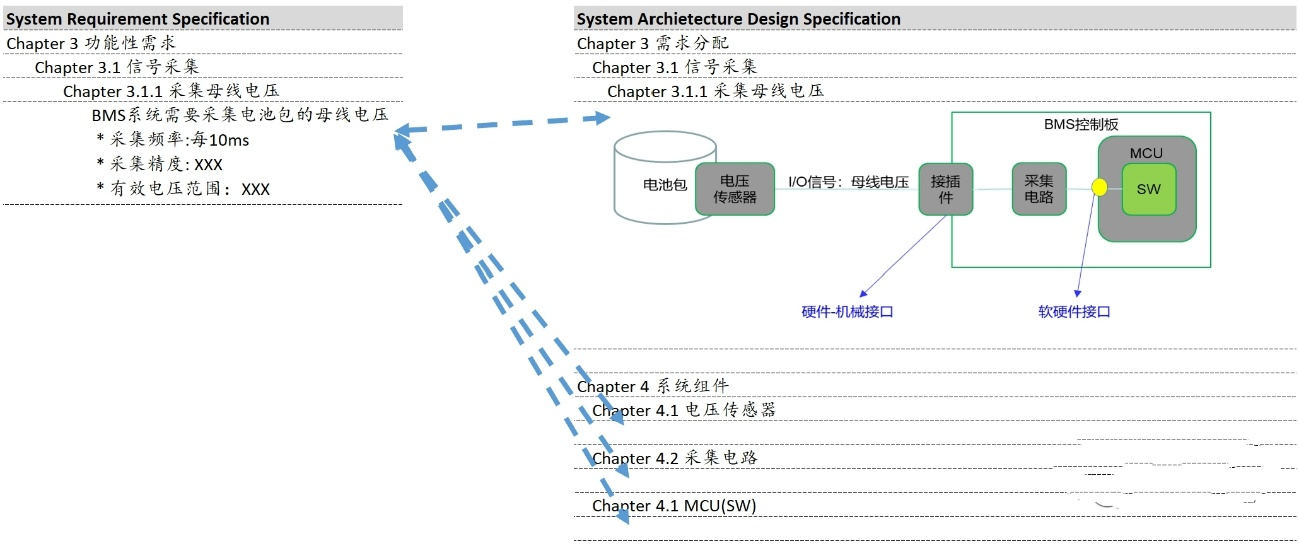 System Requirement Specification
Chapter 3 功能性需求
Chapter 3.1 信号采集
Chapter 3.1.1 采集母线电压
BMS系统需要采集电池包的母线电压
* 采集频率:每10ms
* 采集精度: XXX
* 有效电压范围：XXX
System Archietecture Design Specification
Chapter 3 需求分配
Chapter 3.1 信号采集
Chapter 3.1.1 采集母线电压
BMS控制板
电池包
电压
传感器
I/O信号：母线电压
接插
件
采集
电路
MCU
SW
硬件-机械接口
软硬件接口
Chapter 4 系统组件
Chapter 4.1 电压传感器
Chapter 4.2 采集电路
Chapter 4.1 MCU(SW)